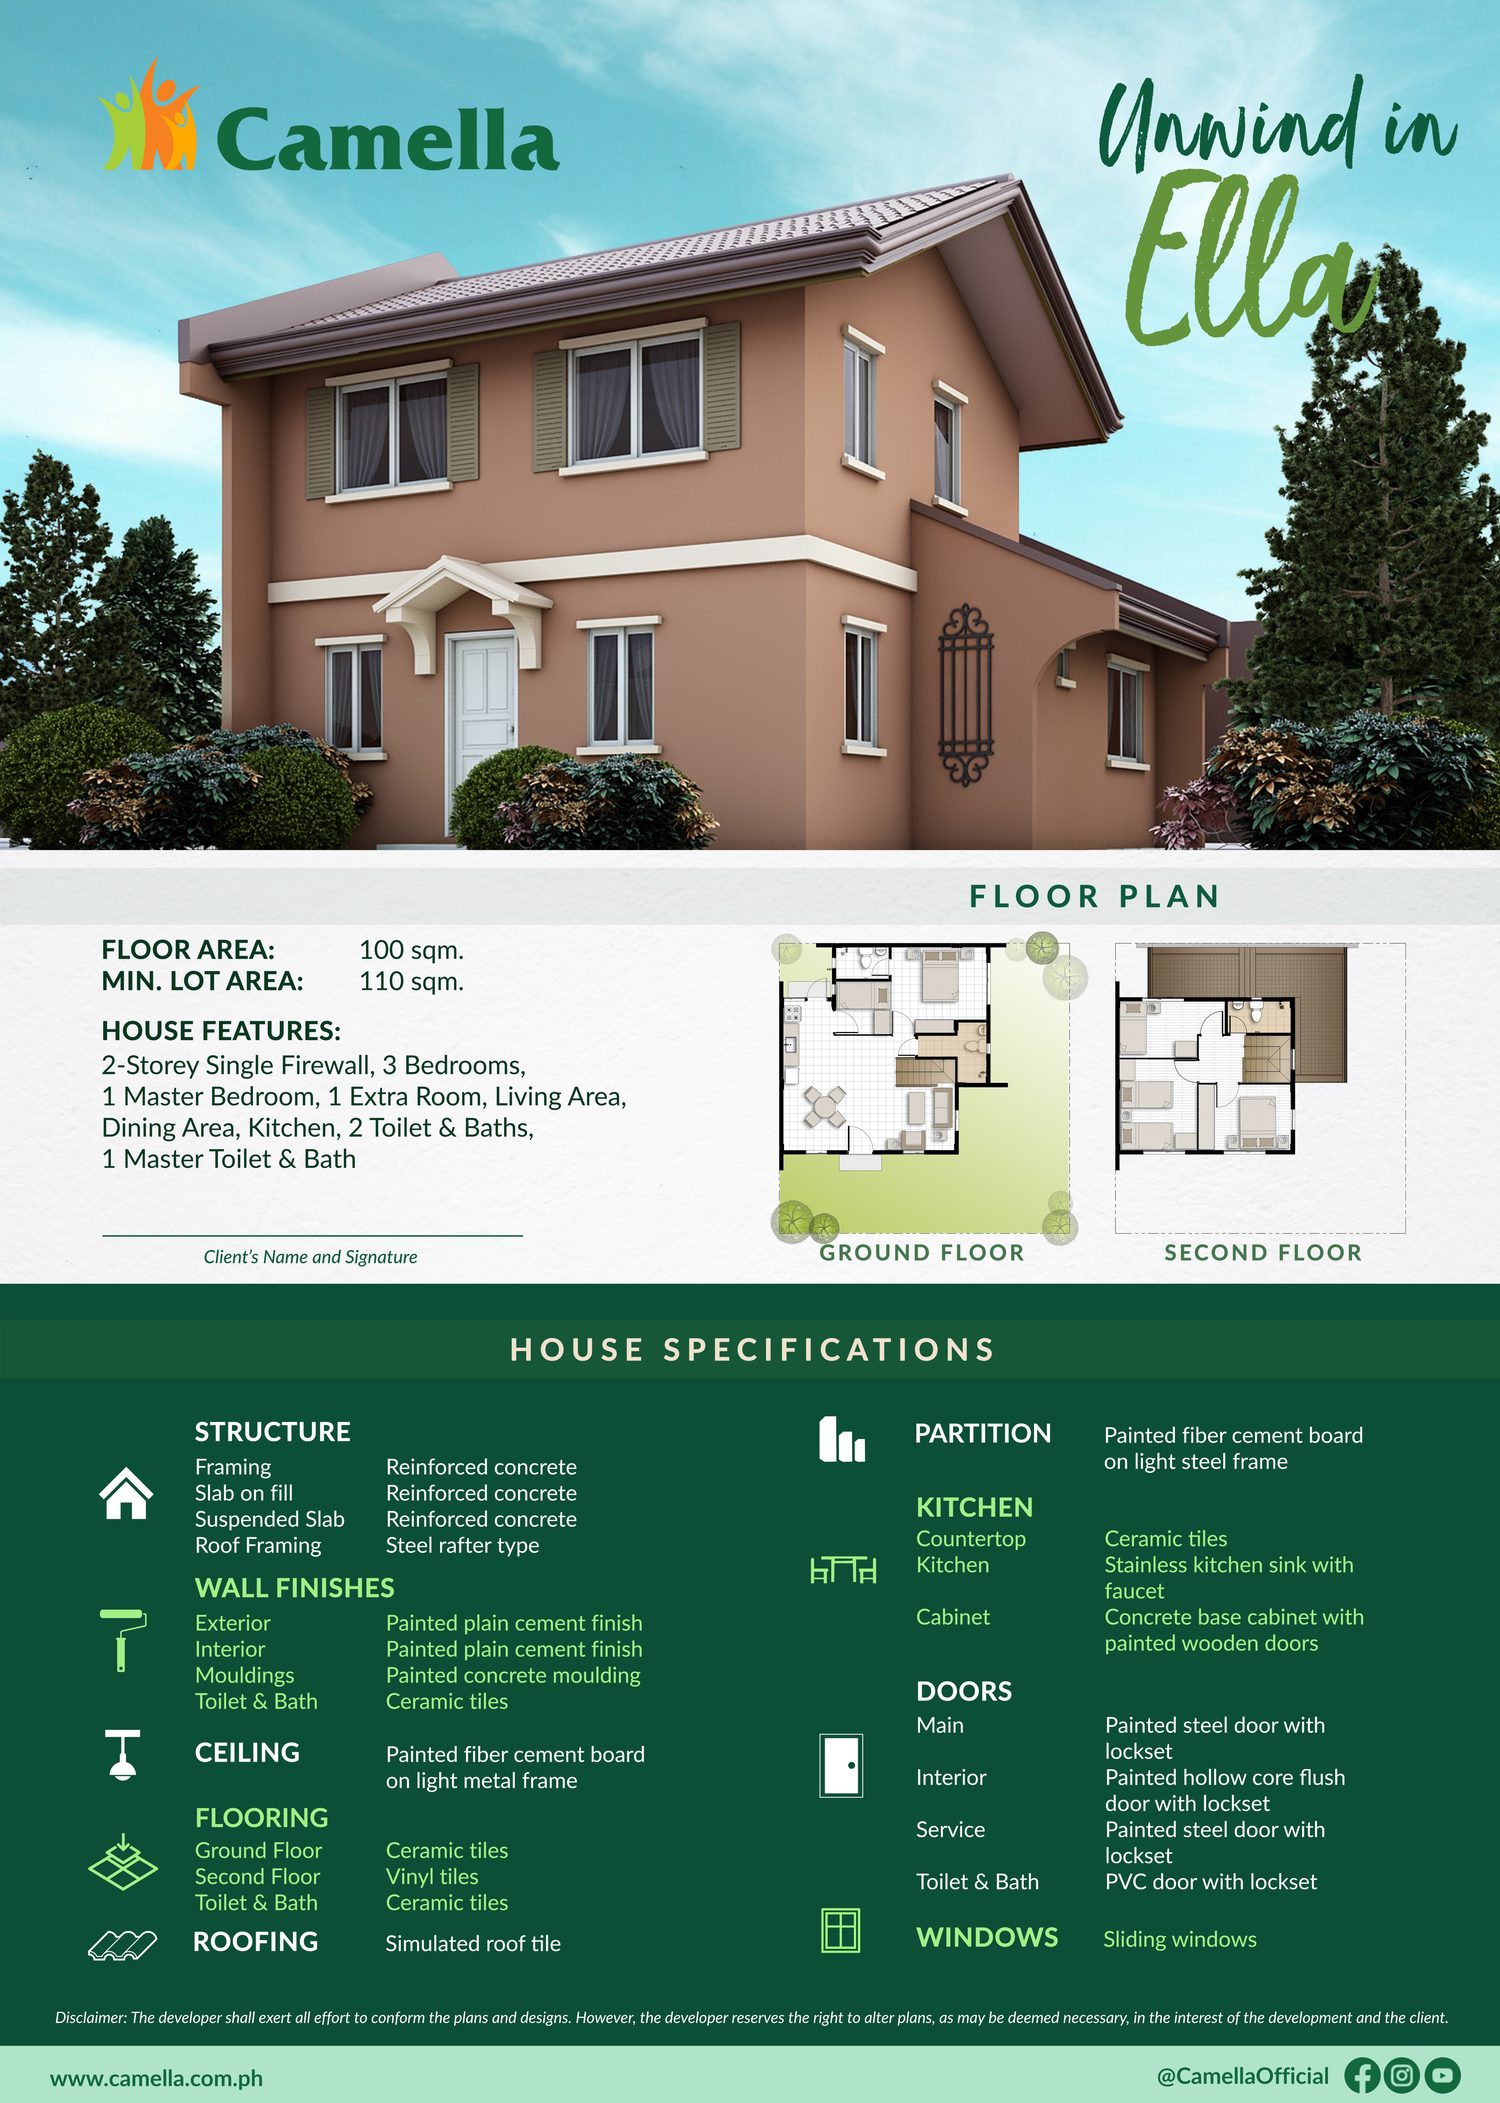 Camella
Unwind in
Ella
FLOOR PLAN
FLOOR AREA: 100 sqm.
MIN. LOT AREA: 110 sqm.
HOUSE FEATURES:
2-Storey Single Firewall, 3 Bedrooms,
1 Master Bedroom, 1 Extra Room, Living Area,
Dining Area, Kitchen, 2 Toilet & Baths,
1 Master Toilet & Bath
Client's Name and Signature
GROUND FLOOR
SECOND FLOOR
HOUSE SPECIFICATIONS
STRUCTURE
Framing Reinforced concrete
Slab on fill Reinforced concrete
Suspended Slab Reinforced concrete
Roof Framing Steel rafter type
WALL FINISHES
Exterior Painted plain cement finish
Interior Painted plain cement finish
Mouldings Painted concrete moulding
Toilet & Bath Ceramic tiles
CEILING Painted fiber cement board
on light metal frame
FLOORING
Ground Floor Ceramic tiles
Second Floor Vinyl tiles
Toilet & Bath Ceramic tiles
ROOFING Simulated roof tile
PARTITION Painted fiber cement board
on light steel frame
KITCHEN
Countertop Ceramic tiles
Kitchen Stainless kitchen sink with
faucet
Cabinet Concrete base cabinet with
painted wooden doors
DOORS
Main Painted steel door with
lockset
Interior Painted hollow core flush
door with lockset
Service Painted steel door with
lockset
Toilet & Bath PVC door with lockset
WINDOWS Sliding windows
Disclaimer: The developer shall exert all effort to conform the plans and designs. However, the developer reserves the right to alter plans, as may be deemed necessary, in the interest of the development and the client.
www.camella.com.ph
@CamellaOfficial